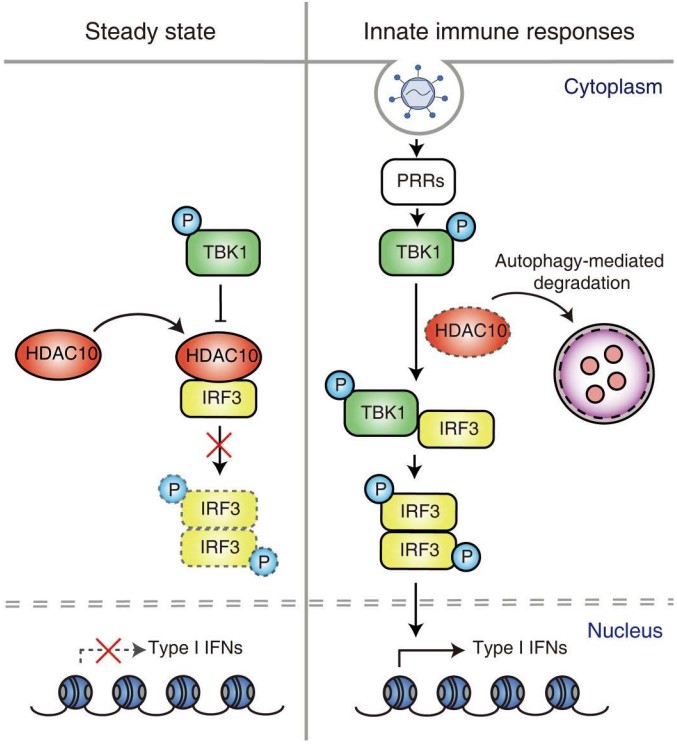 Steady state
Innate immune responses
Cytoplasm
PRRs
P
TBK1
P
TBK1
Autophagy-mediated
degradation
HDAC10
HDAC10
HDAC10
IRF3
P
TBK1
IRF3
P
IRF3
IRF3
P
P
IRF3
IRF3
P
Nucleus
Type I IFNs
Type I IFNs